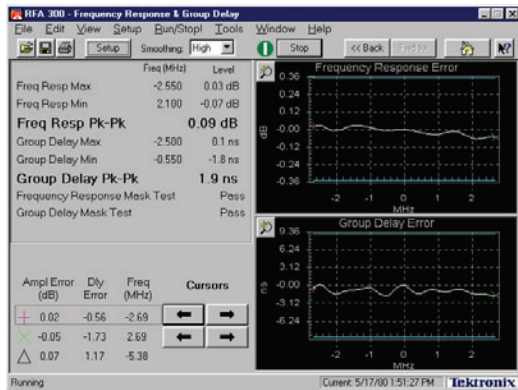 RFA 300 - Frequency Response & Group Delay
File Edit View Setup Run/Stop! Tools Window Help
Setup Smoothing: High Stop << Back Fwd >>
Freq (MHz) Level
Freq Resp Max -2.550 0.03 dB
Freq Resp Min 2.100 -0.07 dB
Freq Resp Pk-Pk 0.09 dB
Group Delay Max -2.500 0.1 ns
Group Delay Min -0.550 -1.8 ns
Group Delay Pk-Pk 1.9 ns
Frequency Response Mask Test Pass
Group Delay Mask Test Pass
Ampl Error (dB) Dly Error Freq (MHz) Cursors
0.02 -0.56 -2.69
-0.05 -1.73 2.69
0.07 1.17 -5.38
Frequency Response Error
0.36
0.24
0.12
-0.00
-0.12
-0.24
-0.36
dB
-2 -1 0 1 2
MHz
Group Delay Error
9.36
6.24
3.12
-0.00
-3.12
-6.24
ns
-2 -1 0 1 2
MHz
Running Current: 5/17/00 1:51:27 PM Tektronix